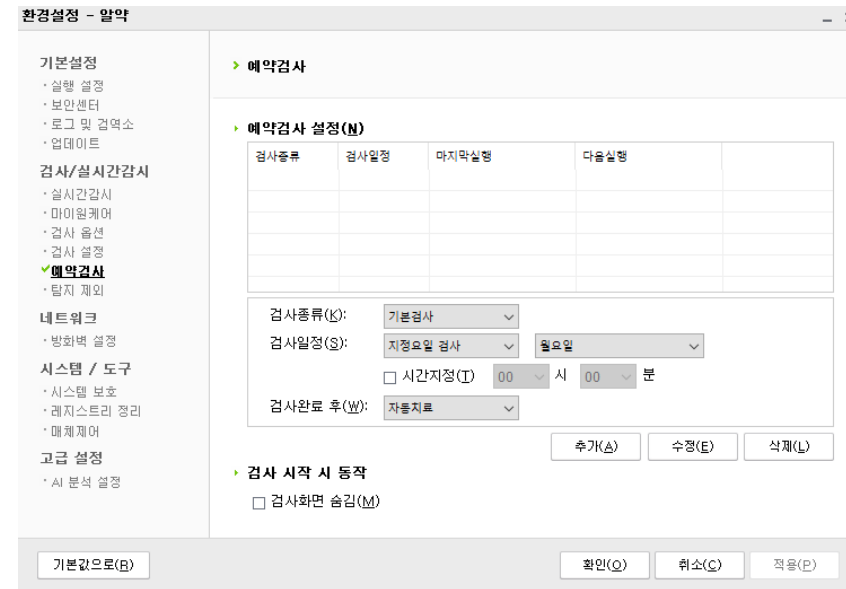 환경설정 - 알약
기본설정
· 실행 설정
· 보안센터
· 로그 및 검역소
· 업데이트
검사/실시간감시
· 실시간감시
· 마이원케어
· 검사 옵션
· 검사 설정
예약검사
· 탐지 제외
네트워크
· 방화벽 설정
시스템 / 도구
· 시스템 보호
· 레지스트리 정리
· 매체제어
고급 설정
· AI 분석 설정
예약검사
예약검사 설정(N)
검사종류 검사일정 마지막실행 다음실행
검사종류(K): 기본검사
검사일정(S): 지정요일 검사 월요일
시간지정(T) 00 시 00 분
검사완료 후(W): 자동치료
추가(A) 수정(E) 삭제(L)
검사 시작 시 동작
검사화면 숨김(M)
기본값으로(R) 확인(O) 취소(C) 적용(P)